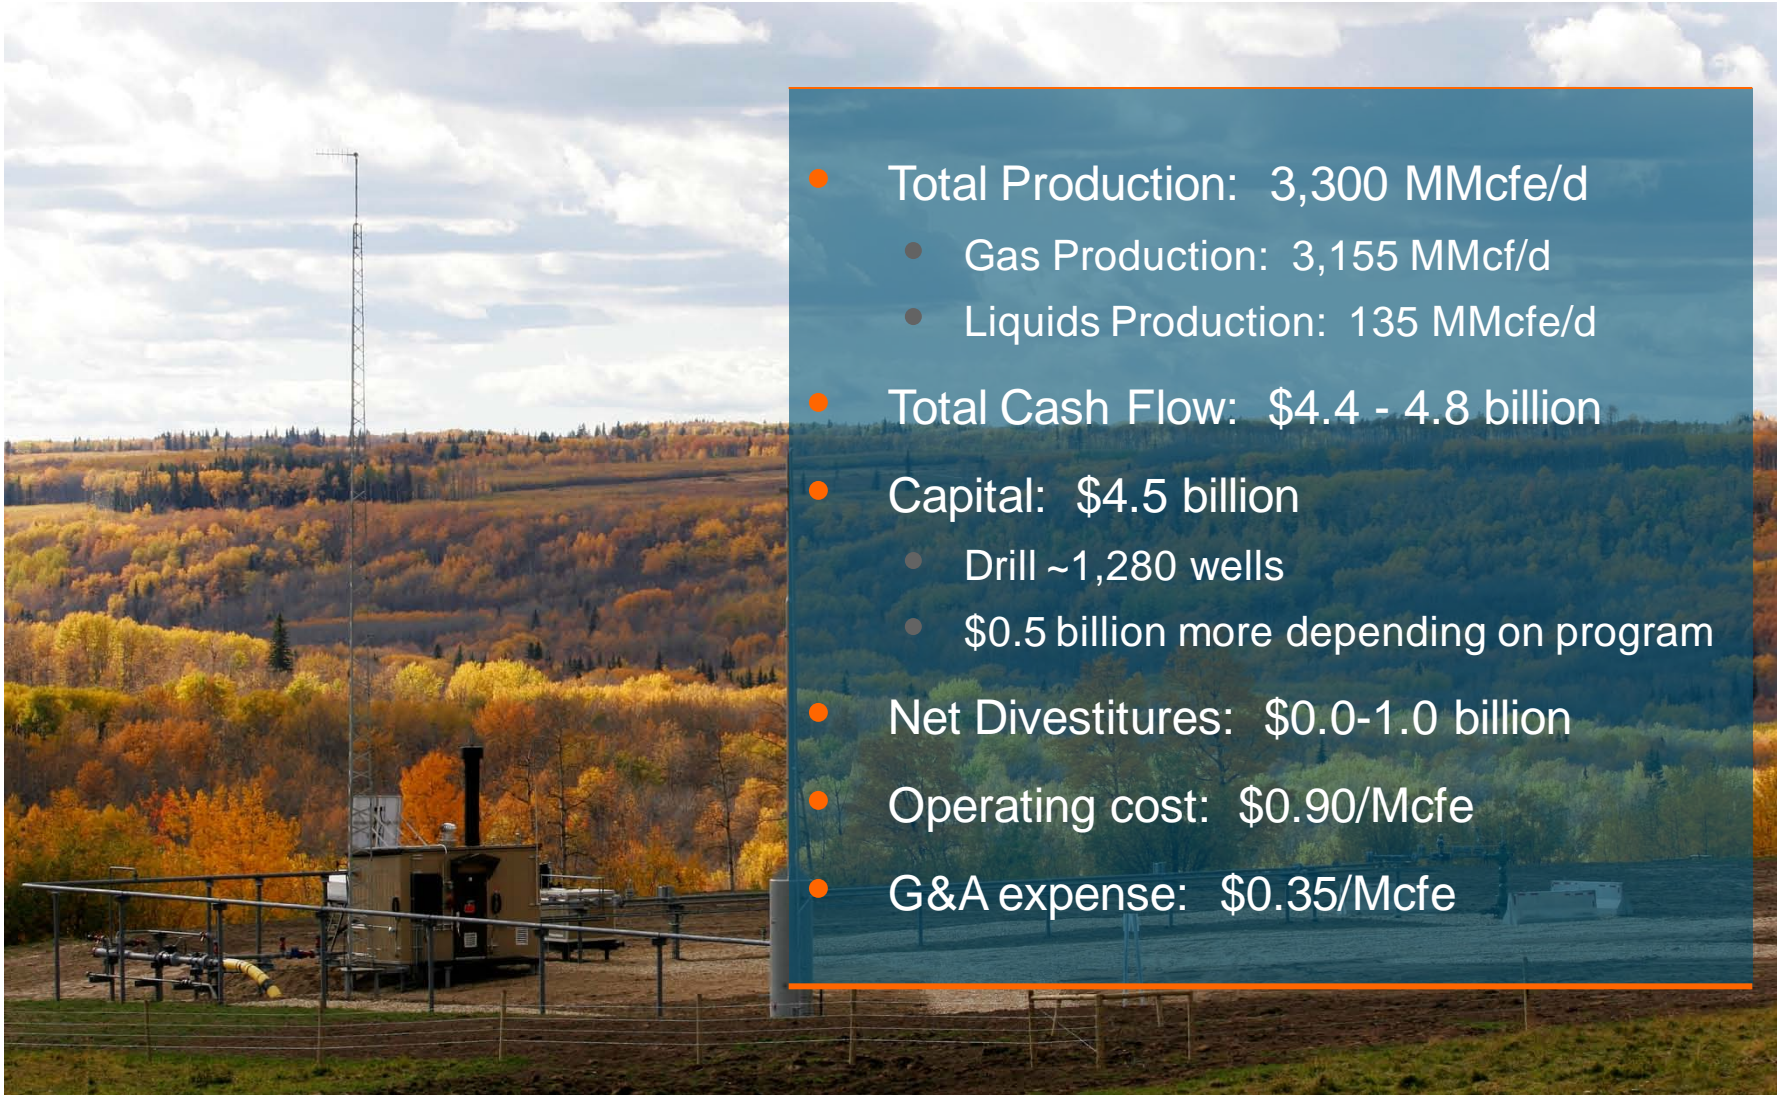 Total Production: 3,300 MMcfe/d
Gas Production: 3,155 MMcf/d
Liquids Production: 135 MMcfe/d
Total Cash Flow: $4.4 - 4.8 billion
Capital: $4.5 billion
Drill ~1,280 wells
$0.5 billion more depending on program
Net Divestitures: $0.0-1.0 billion
Operating cost: $0.90/Mcfe
G&A expense: $0.35/Mcfe